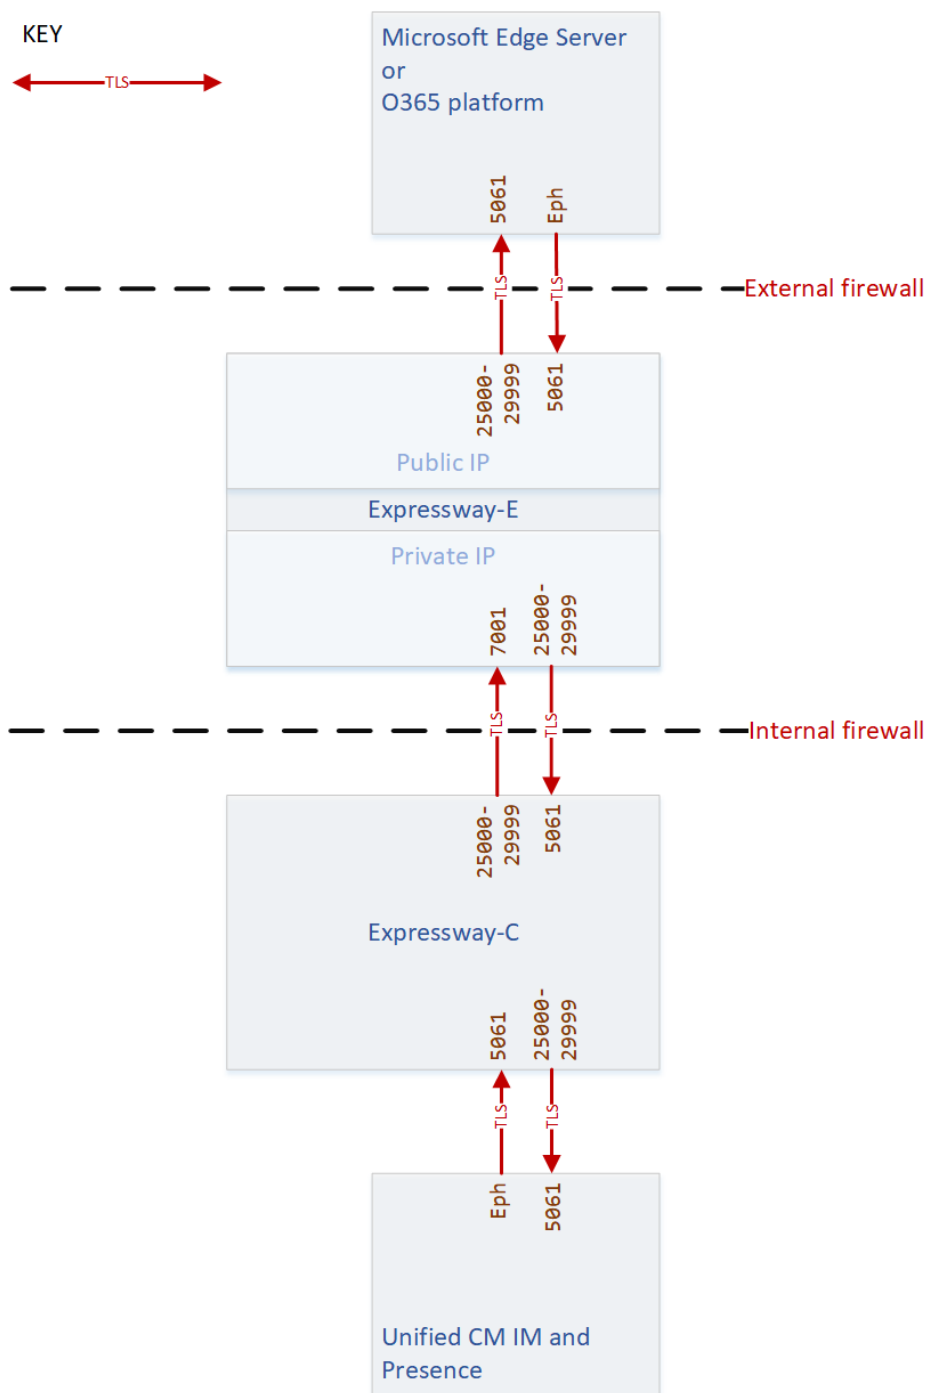 KEY
TLS
Microsoft Edge Server
or
O365 platform
5061
Eph
TLS
TLS
External firewall
25000-
29999
5061
Public IP
Expressway-E
Private IP
7001
25000-
29999
TLS
TLS
Internal firewall
25000-
29999
5061
Expressway-C
5061
25000-
29999
TLS
TLS
Eph
5061
Unified CM IM and
Presence